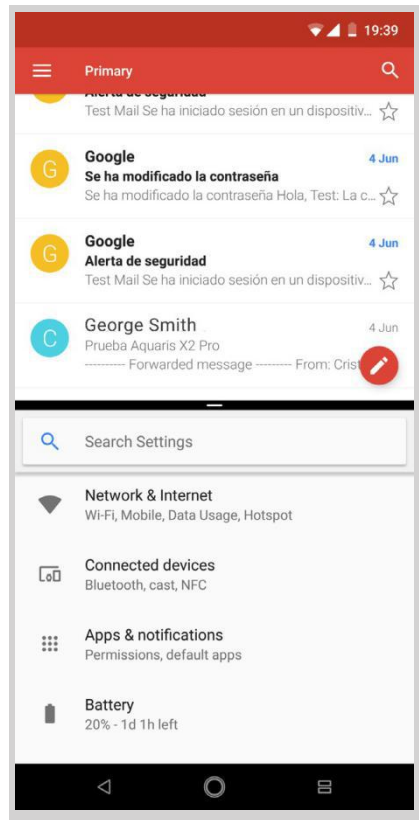 19:39
Primary
Alerta de seguridad
Test Mail Se ha iniciado sesión en un dispositiv...
G
Google
4 Jun
Se ha modificado la contraseña
Se ha modificado la contraseña Hola, Test: La c...
G
Google
4 Jun
Alerta de seguridad
Test Mail Se ha iniciado sesión en un dispositiv...
C
George Smith
4 Jun
Prueba Aquaris X2 Pro
---------- Forwarded message --------- From: Crist
Search Settings
Network & Internet
Wi-Fi, Mobile, Data Usage, Hotspot
Connected devices
Bluetooth, cast, NFC
Apps & notifications
Permissions, default apps
Battery
20% - 1d 1h left